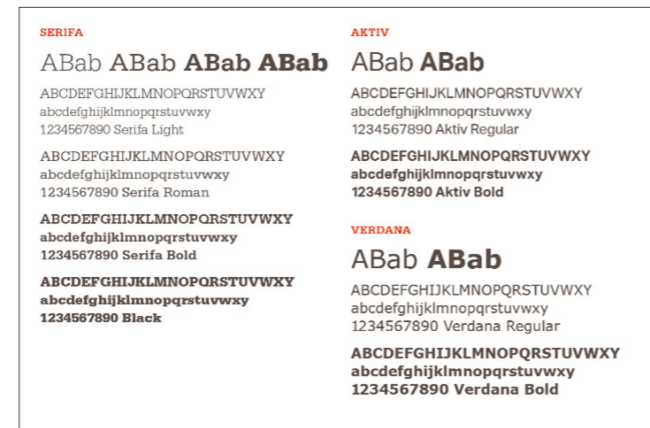 SERIFA
ABab ABab ABab ABab
ABCDEFGHIJKLMNOPQRSTUVWXY
abcdefghijklmnopqrstuvwxy
1234567890 Serifa Light
ABCDEFGHIJKLMNOPQRSTUVWXY
abcdefghijklmnopqrstuvwxy
1234567890 Serifa Roman
ABCDEFGHIJKLMNOPQRSTUVWXY
abcdefghijklmnopqrstuvwxy
1234567890 Serifa Bold
ABCDEFGHIJKLMNOPQRSTUVWXY
abcdefghijklmnopqrstuvwxy
1234567890 Black
AKTIV
ABab ABab
ABCDEFGHIJKLMNOPQRSTUVWXY
abcdefghijklmnopqrstuvwxy
1234567890 Aktiv Regular
ABCDEFGHIJKLMNOPQRSTUVWXY
abcdefghijklmnopqrstuvwxy
1234567890 Aktiv Bold
VERDANA
ABab ABab
ABCDEFGHIJKLMNOPQRSTUVWXY
abcdefghijklmnopqrstuvwxy
1234567890 Verdana Regular
ABCDEFGHIJKLMNOPQRSTUVWXY
abcdefghijklmnopqrstuvwxy
1234567890 Verdana Bold